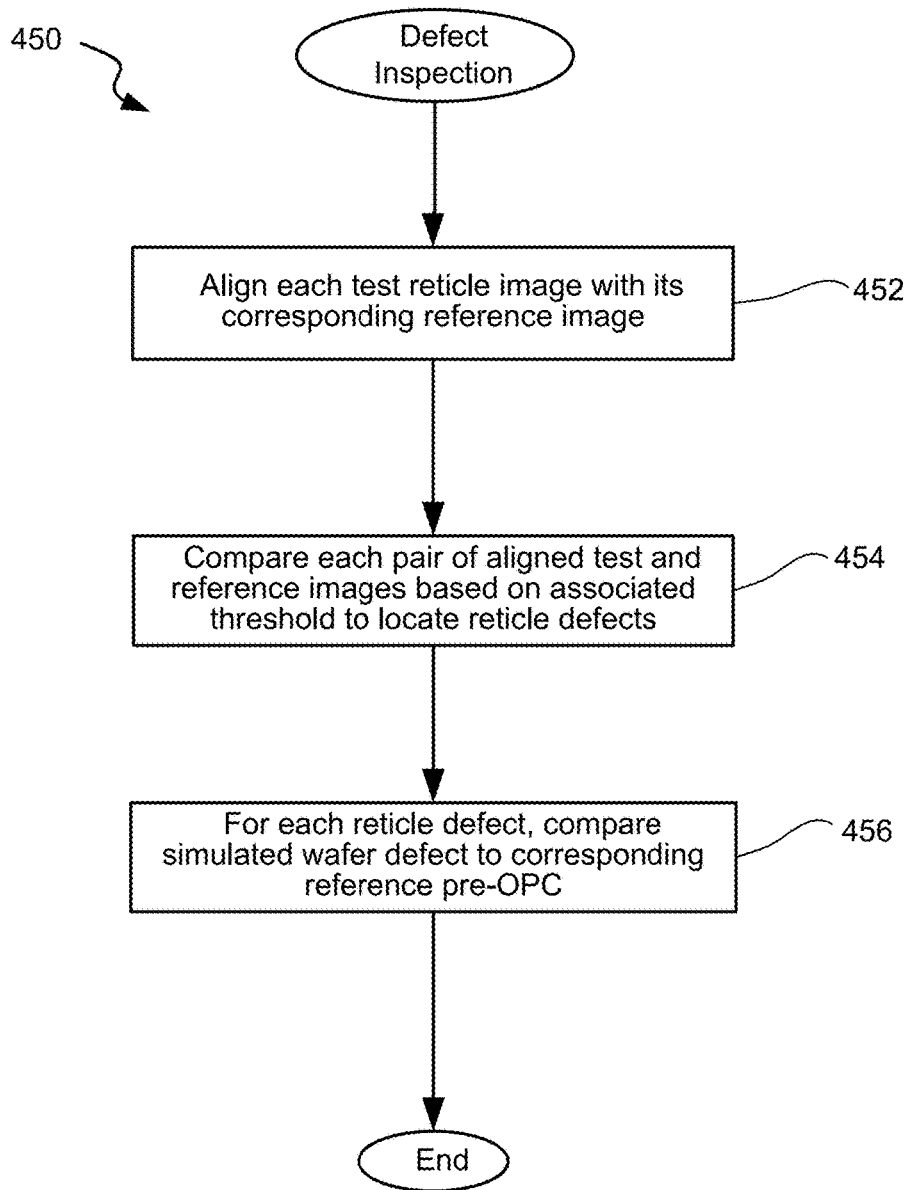 450
Defect
Inspection
Align each test reticle image with its
corresponding reference image
452
Compare each pair of aligned test and
reference images based on associated
threshold to locate reticle defects
454
For each reticle defect, compare
simulated wafer defect to corresponding
reference pre-OPC
456
End